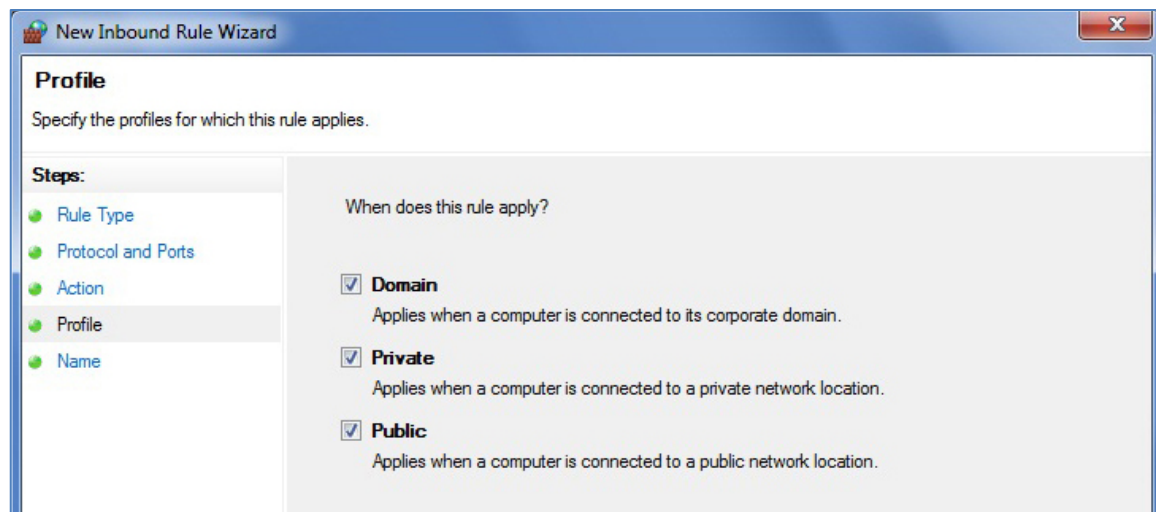 New Inbound Rule Wizard
Profile
Specify the profiles for which this rule applies.
Steps:
Rule Type
Protocol and Ports
Action
Profile
Name
When does this rule apply?
Domain
Applies when a computer is connected to its corporate domain.
Private
Applies when a computer is connected to a private network location.
Public
Applies when a computer is connected to a public network location.